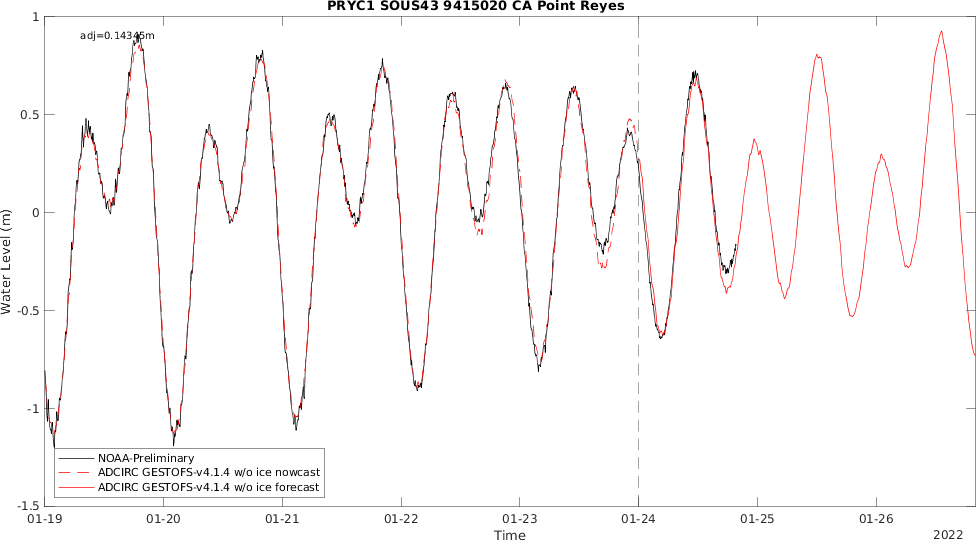 PRYC1 SOUS43 9415020 CA Point Reyes
adj=0.14345m
1
0.5
0
-0.5
-1
-1.5
Water Level (m)
NOAA-Preliminary
ADCIRC GESTOFS-v4.1.4 w/o ice nowcast
ADCIRC GESTOFS-v4.1.4 w/o ice forecast
01-19 01-20 01-21 01-22 01-23 01-24 01-25 01-26
Time
2022